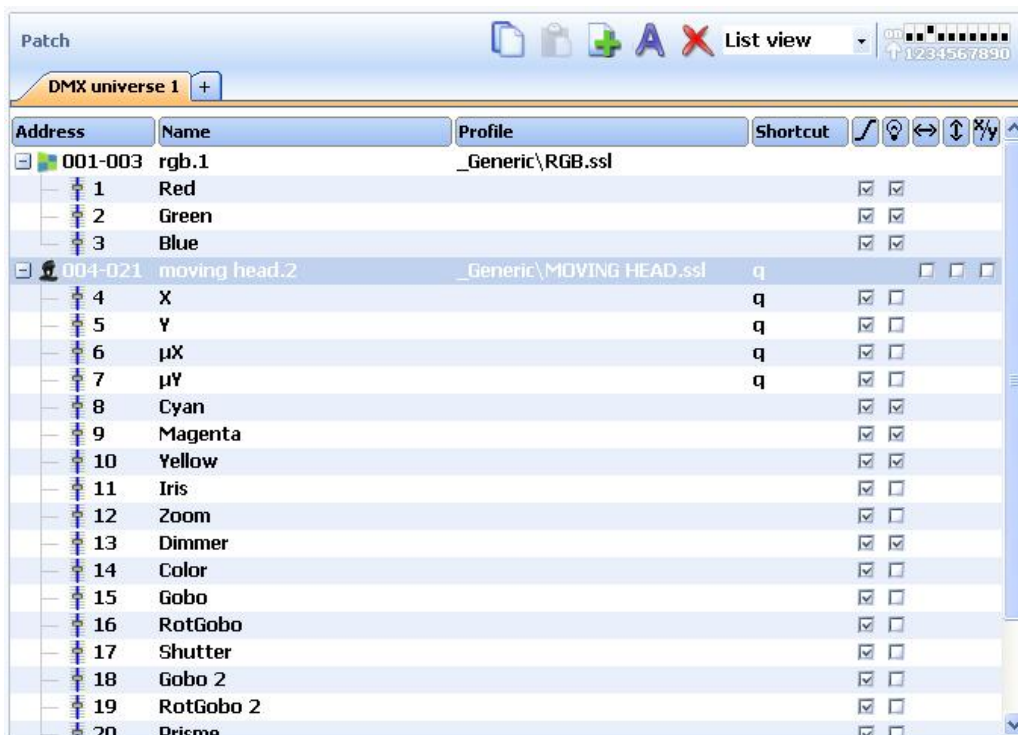 Patch
List view
ON
1234567890
DMX universe 1 +
Address Name Profile Shortcut X/y
001-003 rgb.1 _Generic\RGB.ssl
1 Red
2 Green
3 Blue
004-021 moving head.2 _Generic\MOVING HEAD.ssl q
4 X q
5 Y q
6 µX q
7 µY q
8 Cyan
9 Magenta
10 Yellow
11 Iris
12 Zoom
13 Dimmer
14 Color
15 Gobo
16 RotGobo
17 Shutter
18 Gobo 2
19 RotGobo 2
20 Prisme